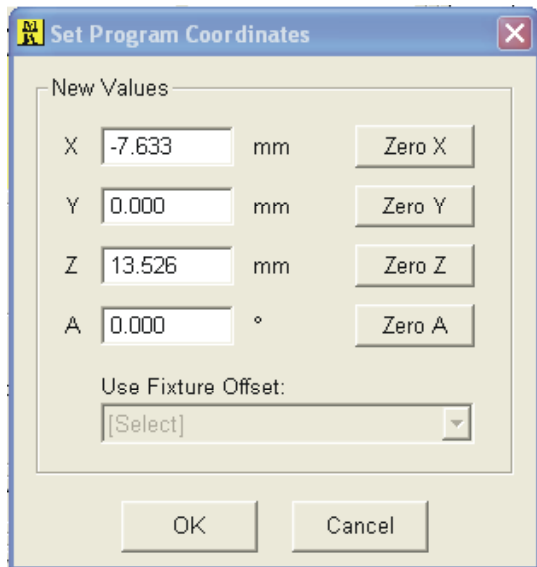 Set Program Coordinates
New Values
X -7.633 mm Zero X
Y 0.000 mm Zero Y
Z 13.526 mm Zero Z
A 0.000 ° Zero A
Use Fixture Offset:
[Select]
OK Cancel